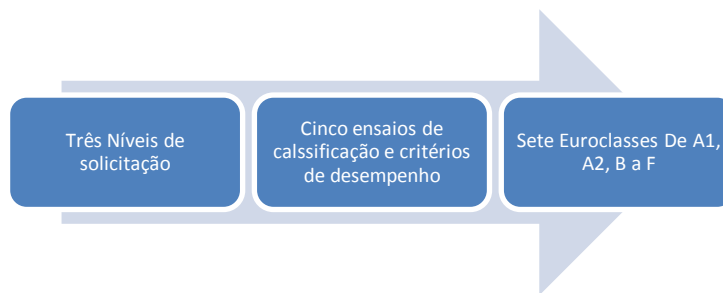 Três Níveis de
solicitação
Cinco ensaios de
calssificação e critérios
de desempenho
Sete Euroclasses De A1,
A2, B a F